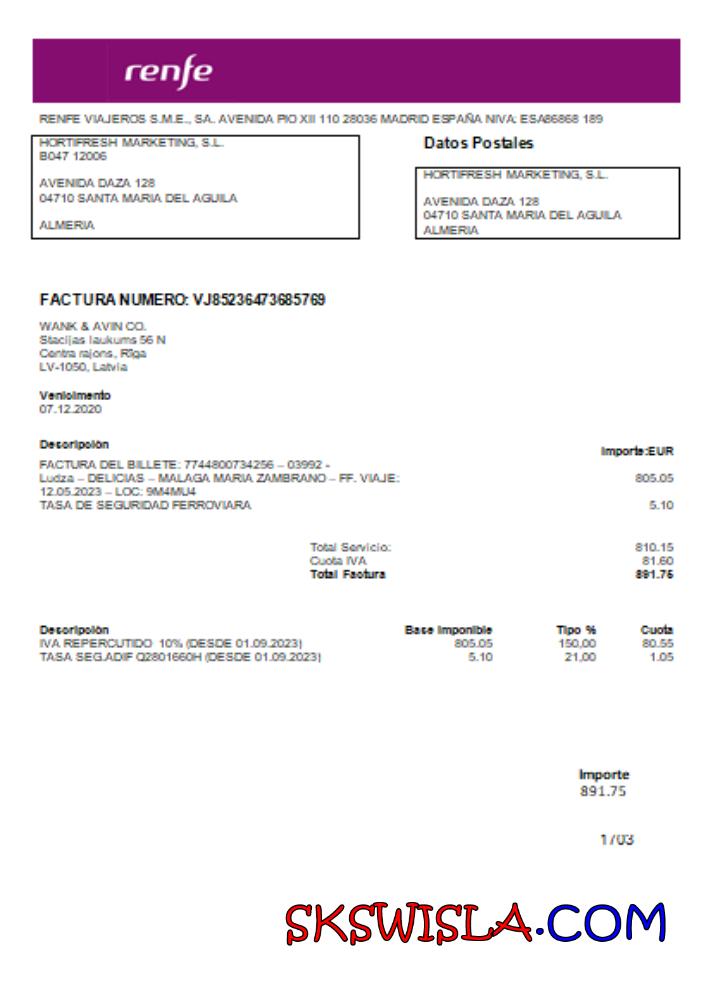 renfe
RENFE VIAJEROS S.M.E., SA. AVENIDA PIO XII 110 28036 MADRID ESPAÑA NIVA: ESA86868 189
HORTIFRESH MARKETING, S.L.
B047 12006
AVENIDA DAZA 128
04710 SANTA MARIA DEL AGUILA
ALMERIA
Datos Postales
HORTIFRESH MARKETING, S.L.
AVENIDA DAZA 128
04710 SANTA MARIA DEL AGUILA
ALMERIA
FACTURA NUMERO: VJ85236473685769
WANK & AVIN CO.
Stacijas laukums 56 N
Centra rajons, Rīga
LV-1050, Latvia
Venicimento
07.12.2020
Descripción Importe:EUR
FACTURA DEL BILLETE: 7744800734256 – 03992 -
Ludza – DELICIAS – MALAGA MARIA ZAMBRANO – FF. VIAJE: 805.05
12.05.2023 – LOC: 9M4MU4
TASA DE SEGURIDAD FERROVIARA 5.10
Total Servicio: 810.15
Cuota IVA 81.60
Total Factura 891.75
Descripción Base Imponible Tipo % Cuota
IVA REPERCUTIDO 10% (DESDE 01.09.2023) 805.05 150,00 80.55
TASA SEG.ADIF Q2801660H (DESDE 01.09.2023) 5.10 21,00 1.05
Importe
891.75
1/03
SKSWISLA.COM